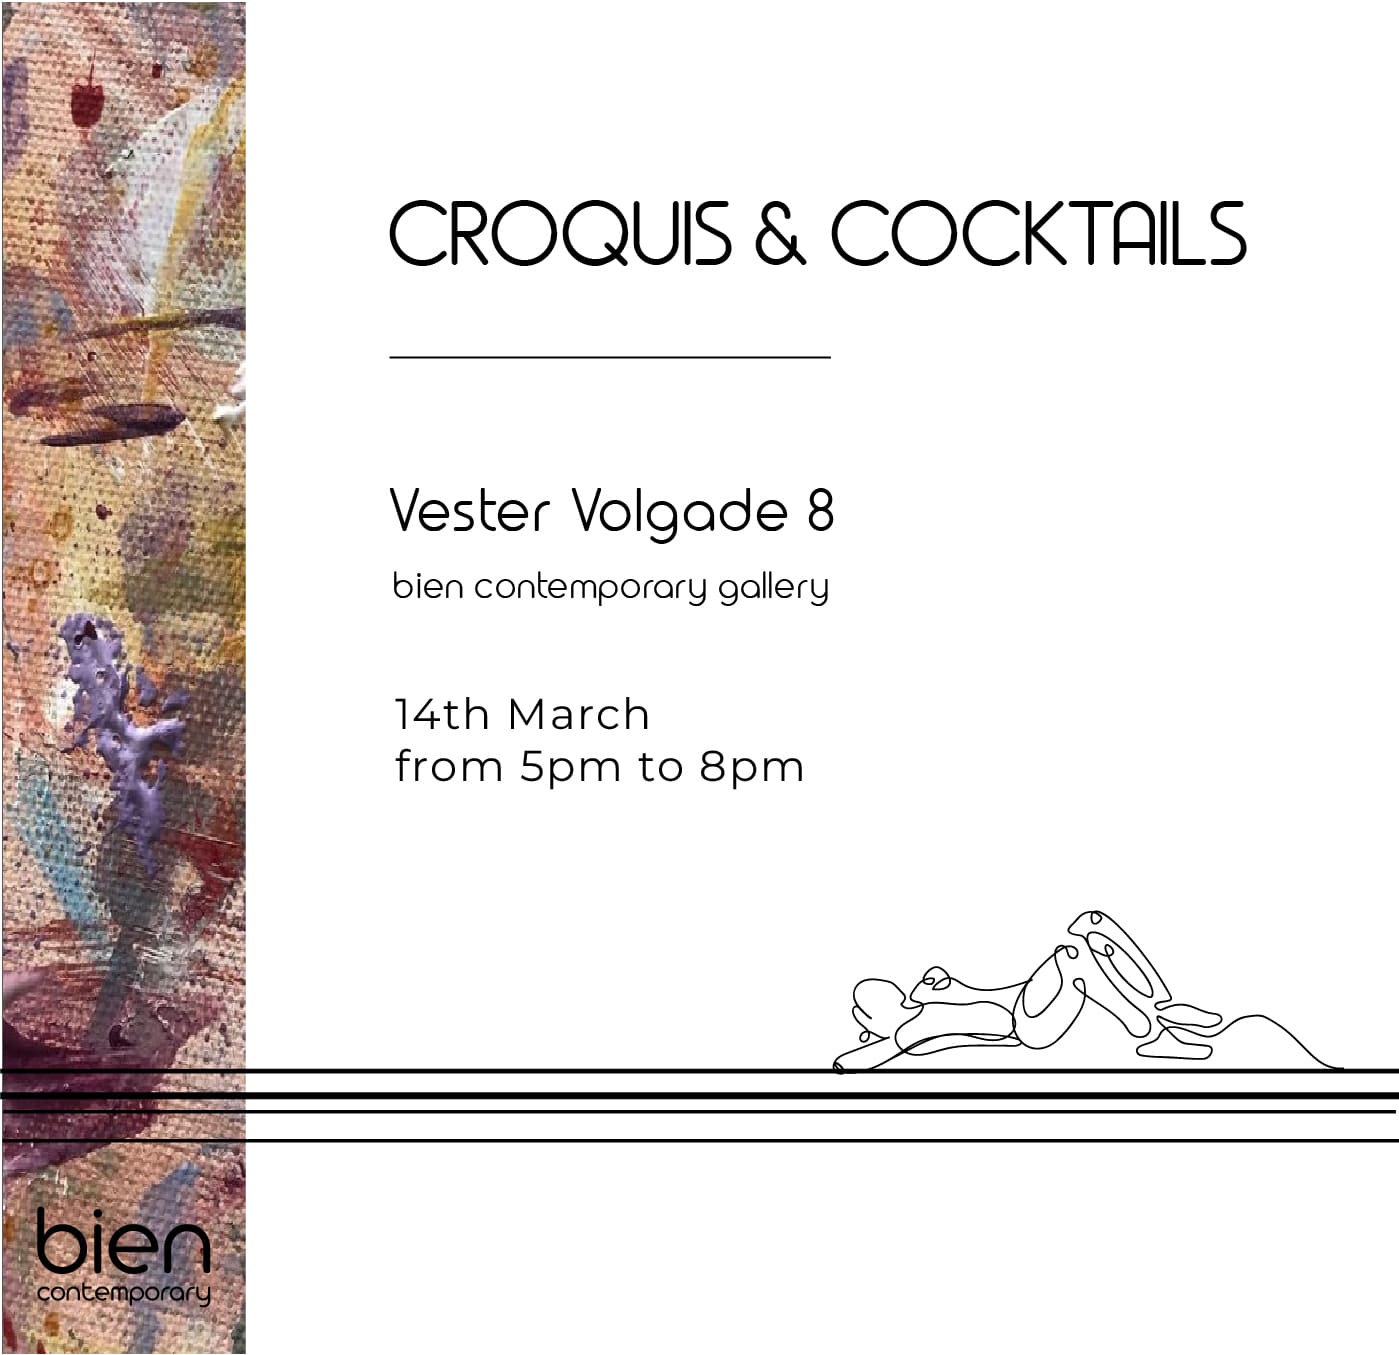 CROQUIS & COCKTAILS
Vester Volgade 8
bien contemporary gallery
14th March
from 5pm to 8pm
bien
contemporary